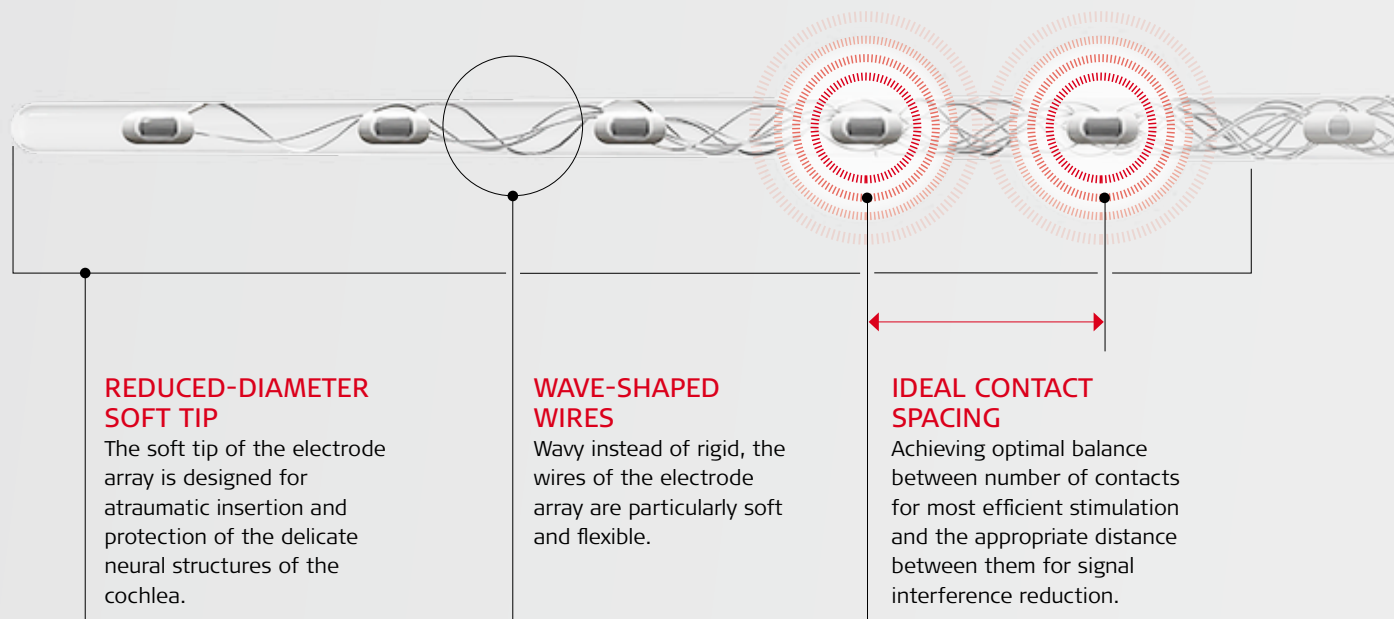 REDUCED-DIAMETER
SOFT TIP
The soft tip of the electrode
array is designed for
atraumatic insertion and
protection of the delicate
neural structures of the
cochlea.
WAVE-SHAPED
WIRES
Wavy instead of rigid, the
wires of the electrode
array are particularly soft
and flexible.
IDEAL CONTACT
SPACING
Achieving optimal balance
between number of contacts
for most efficient stimulation
and the appropriate distance
between them for signal
interference reduction.